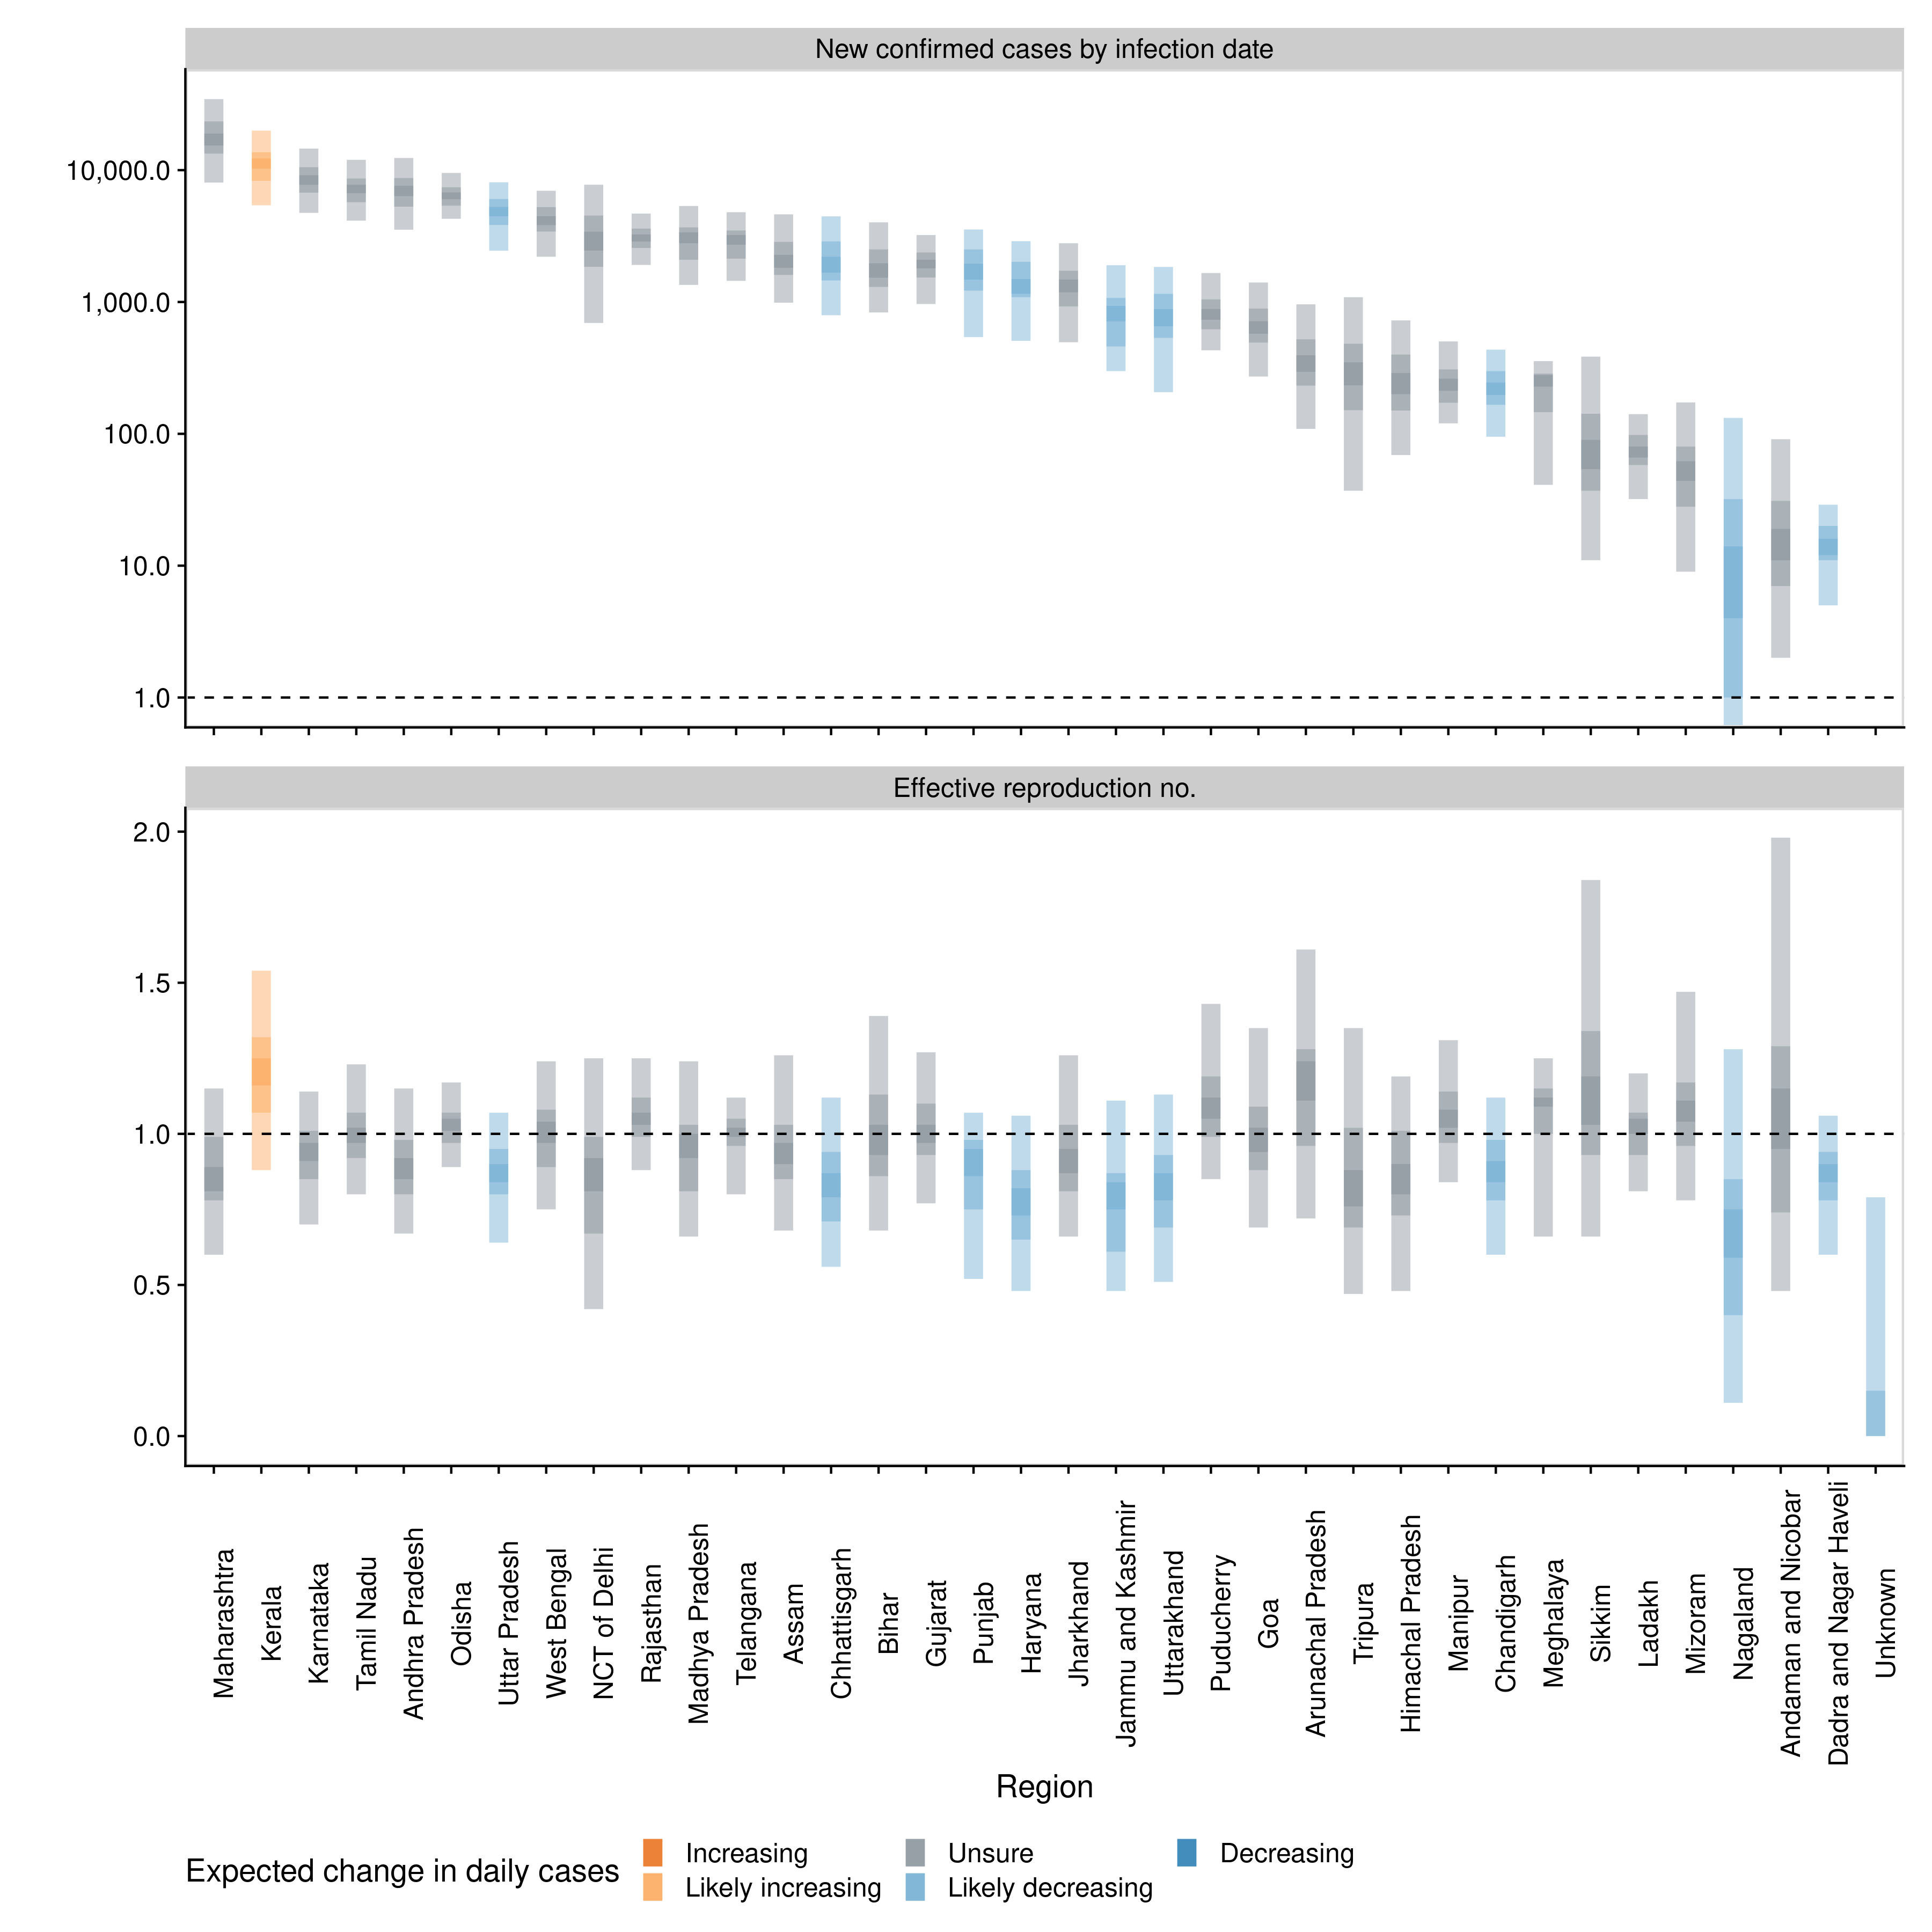 New confirmed cases by infection date
10,000.0
1,000.0
100.0
10.0
1.0
Effective reproduction no.
2.0
1.5
1.0
0.5
0.0
Maharashtra
Kerala
Karnataka
Tamil Nadu
Andhra Pradesh
Odisha
Uttar Pradesh
West Bengal
NCT of Delhi
Rajasthan
Madhya Pradesh
Telangana
Assam
Chhattisgarh
Bihar
Gujarat
Punjab
Haryana
Jharkhand
Jammu and Kashmir
Uttarakhand
Puducherry
Goa
Arunachal Pradesh
Tripura
Himachal Pradesh
Manipur
Chandigarh
Meghalaya
Sikkim
Ladakh
Mizoram
Nagaland
Andaman and Nicobar
Dadra and Nagar Haveli
Unknown
Region
Expected change in daily cases
Increasing
Likely increasing
Unsure
Likely decreasing
Decreasing